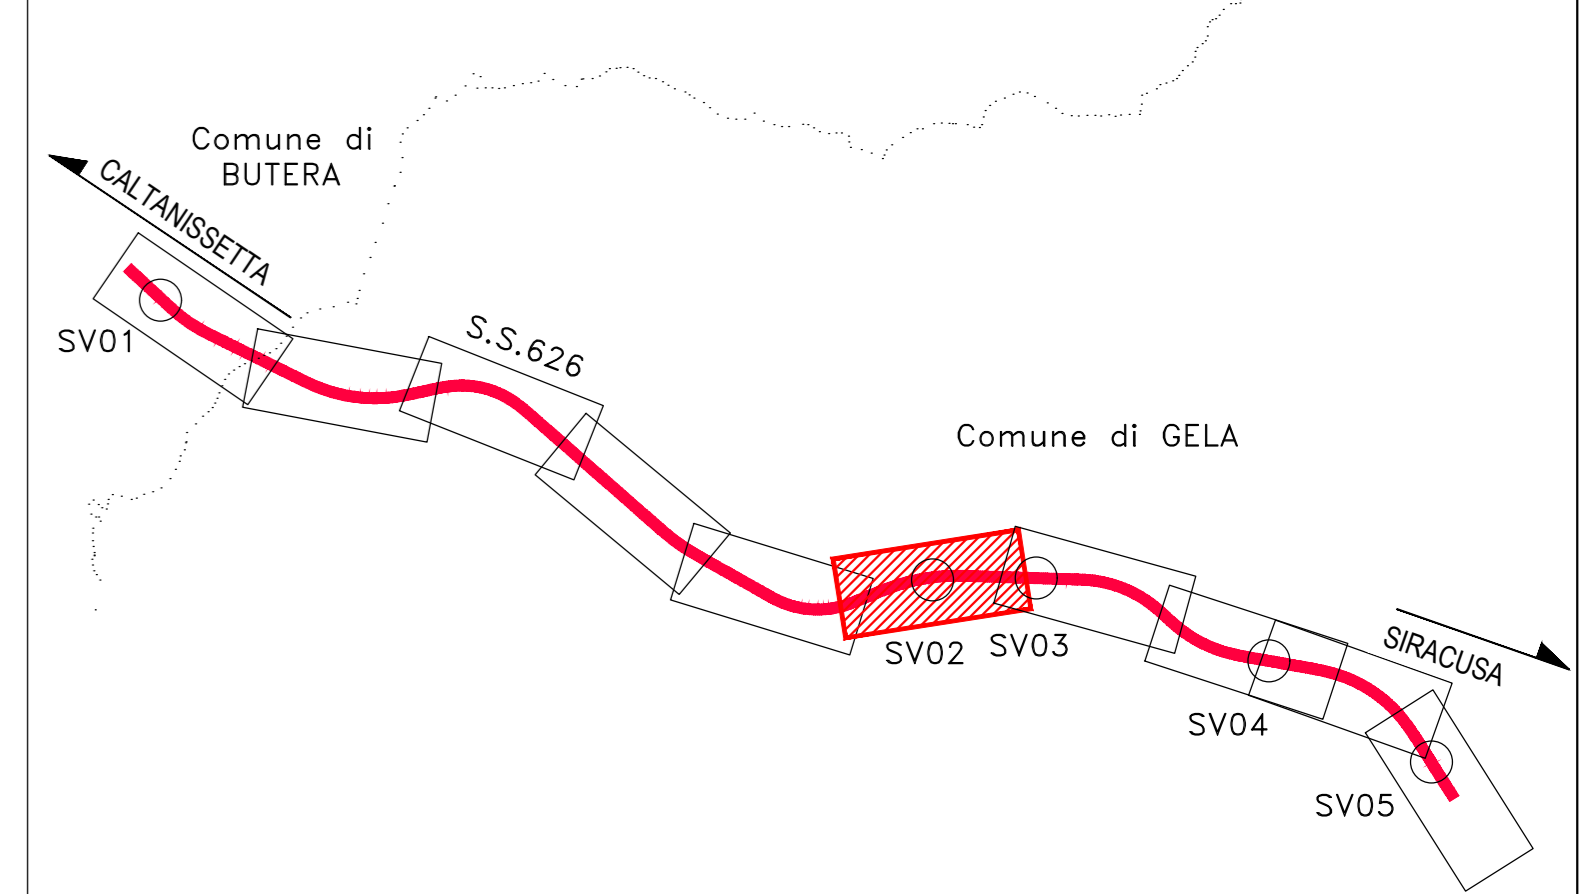 Comune di
BUTERA
CALTANISSETTA
SV01
S.S.626
Comune di GELA
SV02
SV03
SIRACUSA
SV04
SV05